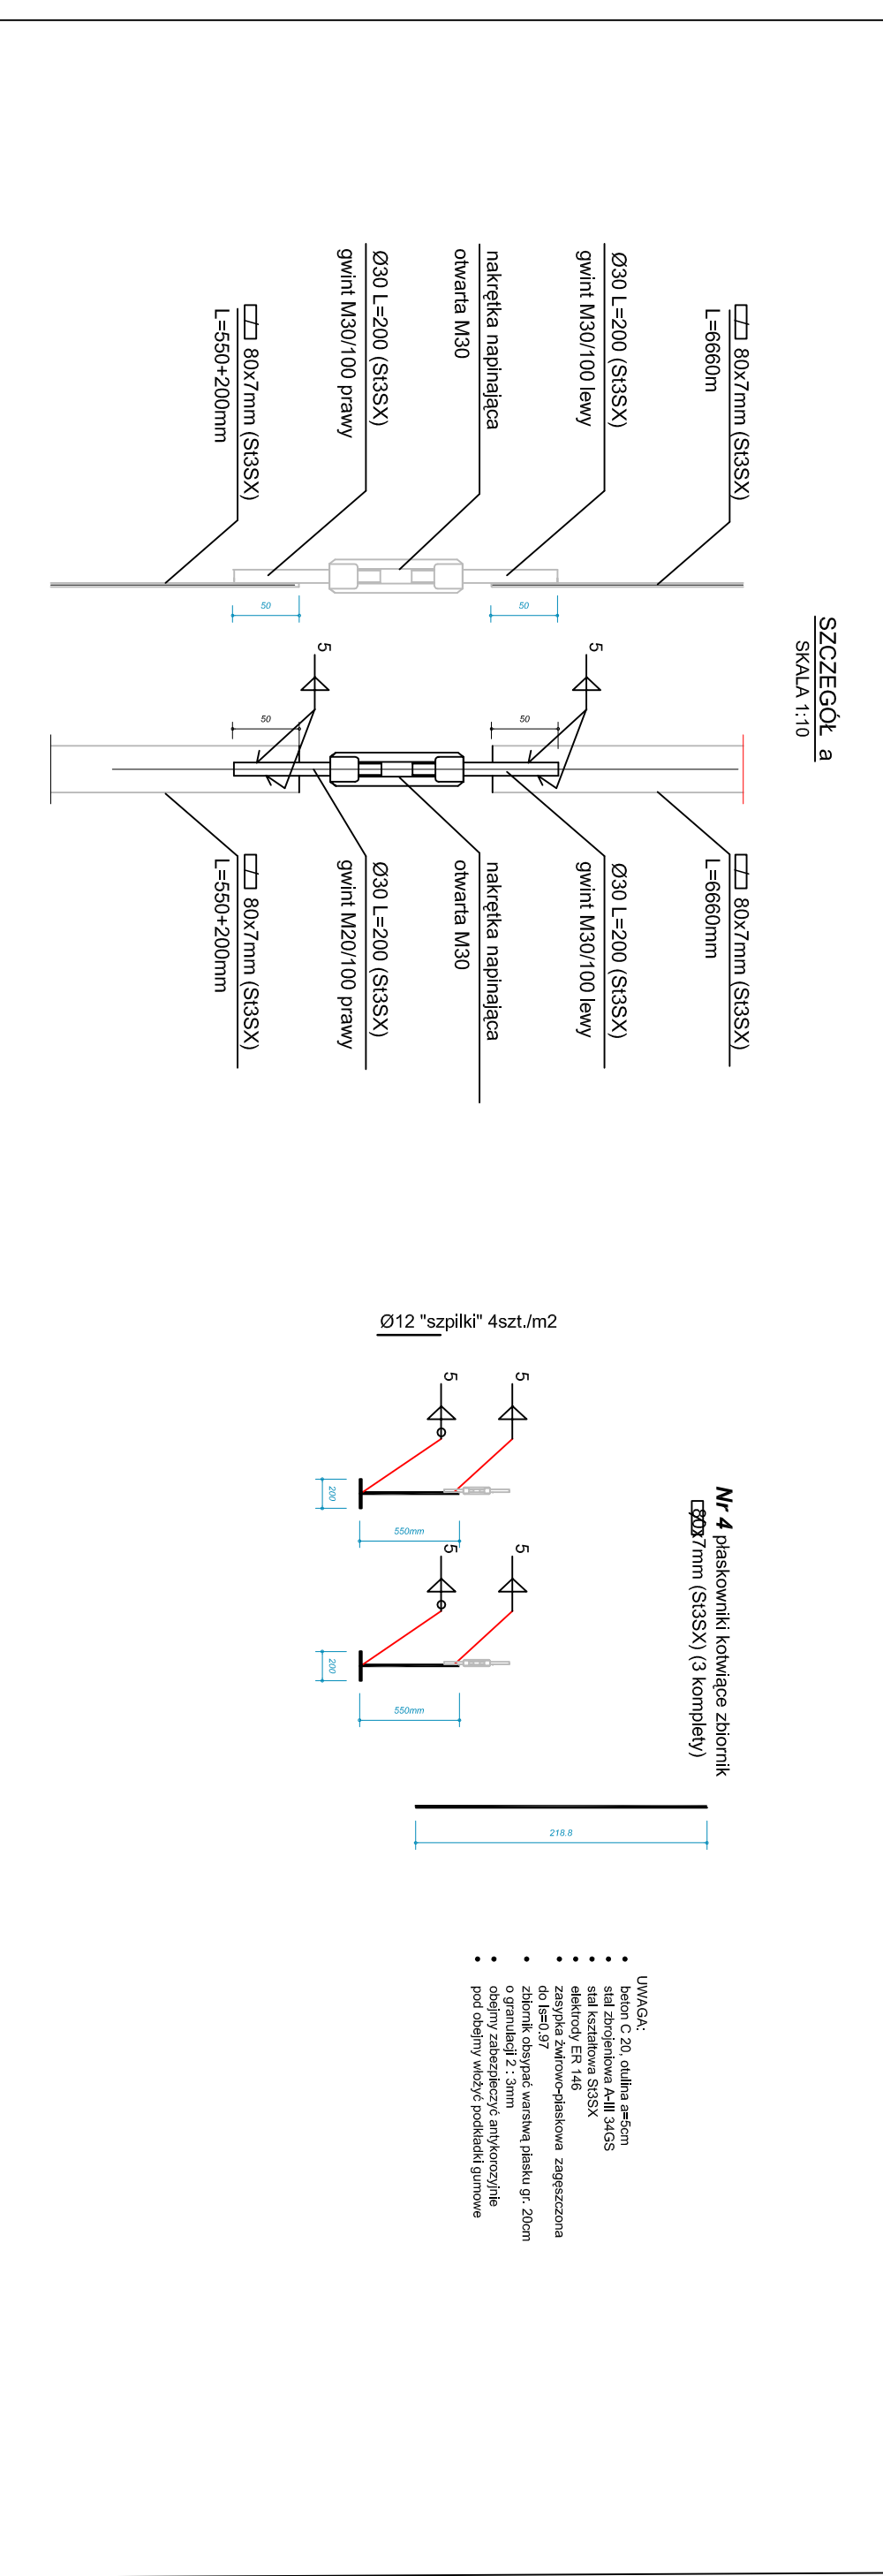 SZCZEGÓŁ a
SKALA 1:10
80x7mm (St3SX)
L=6660m
Ø30 L=200 (St3SX)
gwint M30/100 lewy
nakrętka napinająca
otwarta M30
Ø30 L=200 (St3SX)
gwint M30/100 prawy
80x7mm (St3SX)
L=550+200mm
50
50
5
5
50
50
80x7mm (St3SX)
L=6660mm
Ø30 L=200 (St3SX)
gwint M30/100 lewy
nakrętka napinająca
otwarta M30
Ø30 L=200 (St3SX)
gwint M20/100 prawy
80x7mm (St3SX)
L=550+200mm
Ø12 "szpilki" 4szt./m2
Nr 4 płaskowniki kotwiące zbiornik
80x7mm (St3SX) (3 komplety)
5
5
200
550mm
5
5
200
550mm
218.8
UWAGA:
• beton C 20, otulina a=5cm
• stal zbrojeniowa A-III 34GS
• stal kształtowa St3SX
• elektrody ER 146
• zasypka żwirowo-piaskowa zagęszczona
do Is=0.97
• zbiornik obsypać warstwą piasku gr. 20cm
o granulacji 2 : 3mm
• obejmy zabezpieczyć antykorozyjnie
• pod obejmy włożyć podkładki gumowe